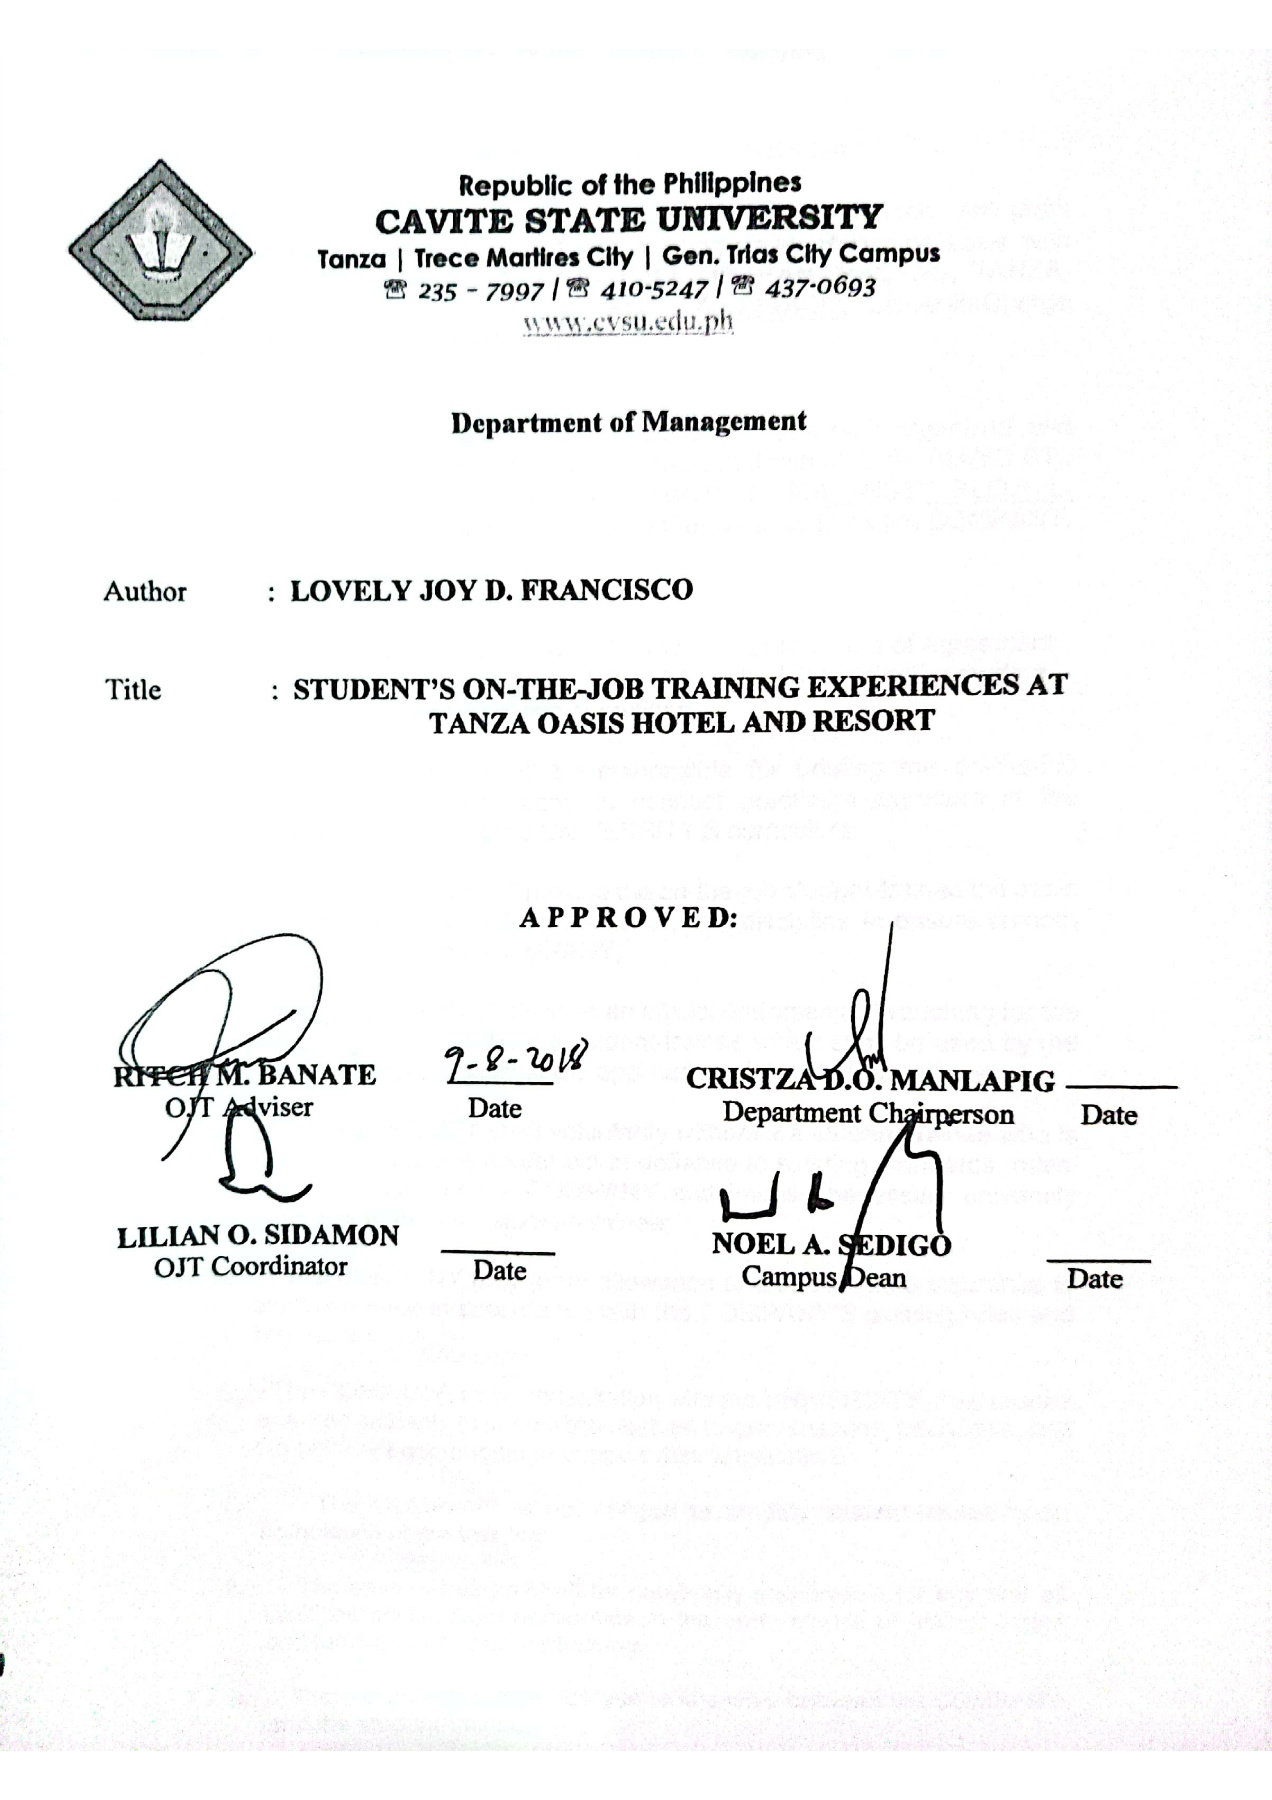 Republic of the Philippines
CAVITE STATE UNIVERSITY
Tanza | Trece Martires City | Gen. Trias City Campus
☏ 235 - 7997 / ☏ 410-5247 / ☏ 437-0693
www.cvsu.edu.ph
Department of Management
Author : LOVELY JOY D. FRANCISCO
Title : STUDENT'S ON-THE-JOB TRAINING EXPERIENCES AT
TANZA OASIS HOTEL AND RESORT
A P P R O V E D:
RITCH M. BANATE 9-8-2018 CRISTZA D.O. MANLAPIG
OJT Adviser Date Department Chairperson Date
LILIAN O. SIDAMON NOEL A. SEDIGO
OJT Coordinator Date Campus Dean Date